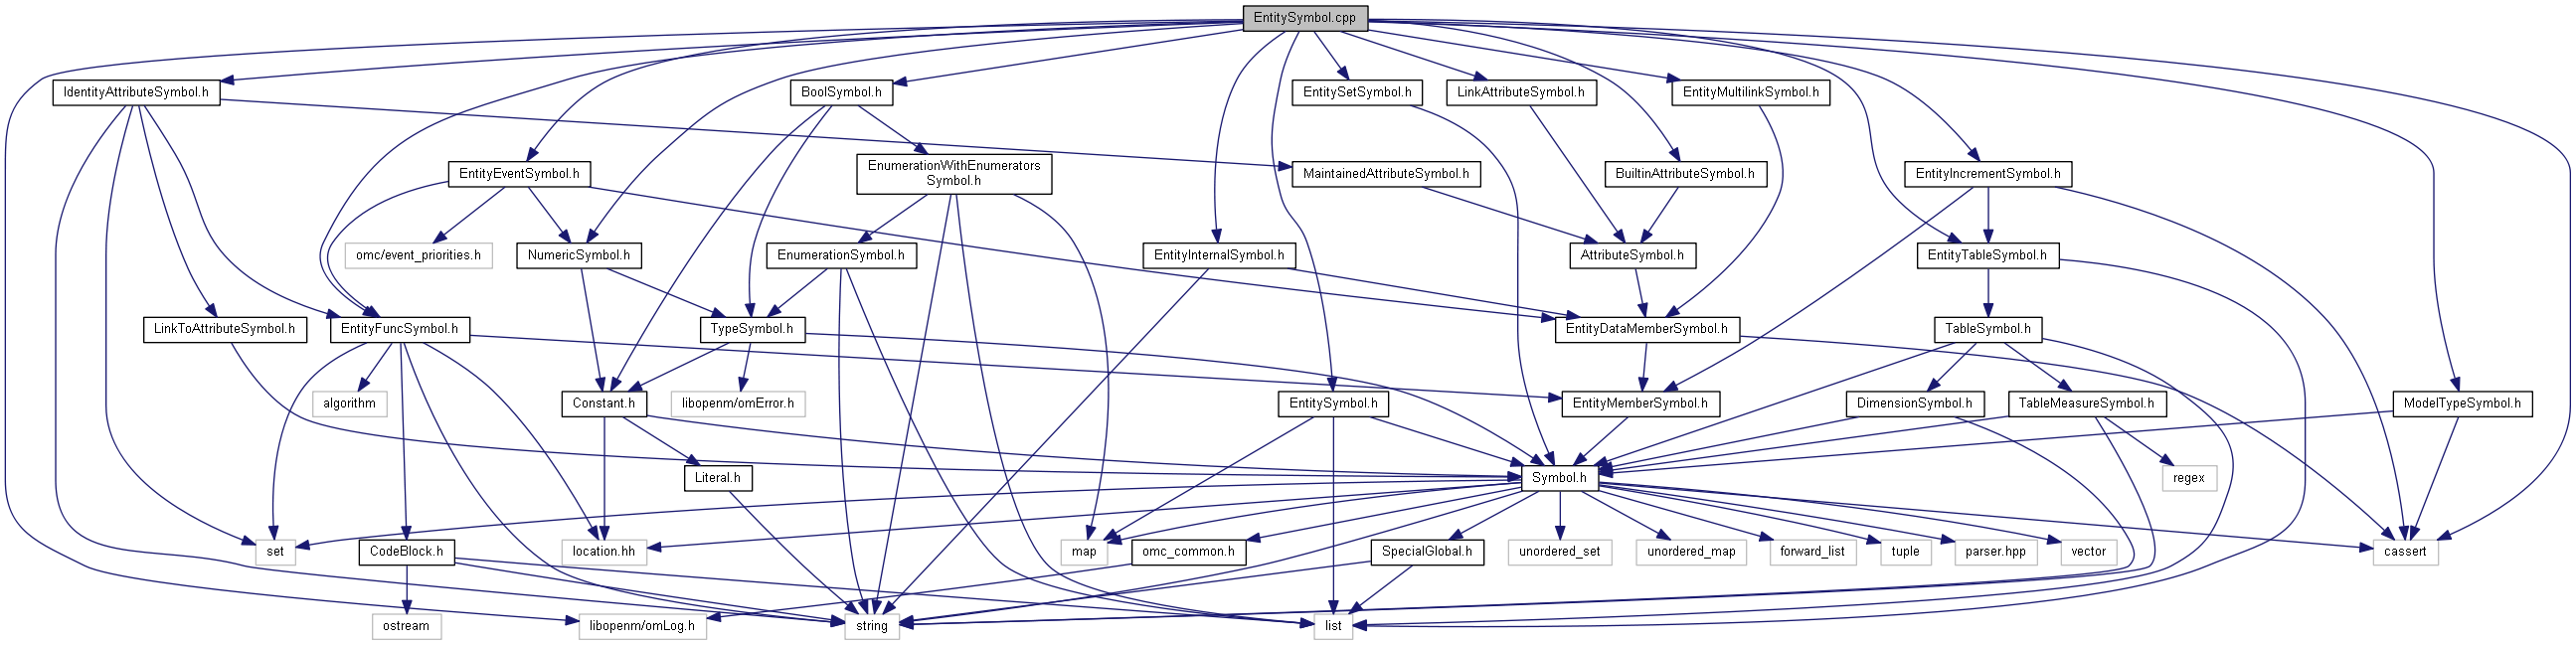 EntitySymbol.cpp
IdentityAttributeSymbol.h
BoolSymbol.h
EntitySetSymbol.h
LinkAttributeSymbol.h
EntityMultilinkSymbol.h
EntityEventSymbol.h
EnumerationWithEnumerators
Symbol.h
MaintainedAttributeSymbol.h
BuiltinAttributeSymbol.h
EntityIncrementSymbol.h
omc/event_priorities.h
NumericSymbol.h
EnumerationSymbol.h
EntityInternalSymbol.h
AttributeSymbol.h
EntityTableSymbol.h
LinkToAttributeSymbol.h
EntityFuncSymbol.h
TypeSymbol.h
EntityDataMemberSymbol.h
TableSymbol.h
algorithm
Constant.h
libopenm/omError.h
EntitySymbol.h
EntityMemberSymbol.h
DimensionSymbol.h
TableMeasureSymbol.h
ModelTypeSymbol.h
Literal.h
Symbol.h
regex
set
CodeBlock.h
location.hh
map
omc_common.h
SpecialGlobal.h
unordered_set
unordered_map
forward_list
tuple
parser.hpp
vector
cassert
ostream
libopenm/omLog.h
string
list